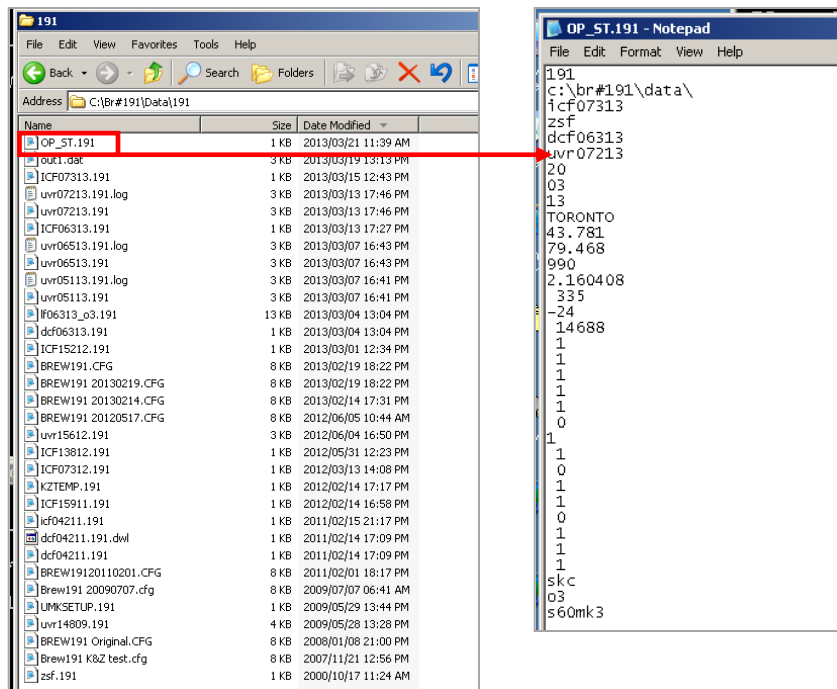 191
File Edit View Favorites Tools Help
Back Search Folders
Address C:\Br#191\Data\191
Name Size Date Modified
OP_ST.191 1 KB 2013/03/21 11:39 AM
out1.dat 3 KB 2013/03/19 13:13 PM
ICF07313.191 1 KB 2013/03/15 12:43 PM
uvr07213.191.log 3 KB 2013/03/13 17:46 PM
uvr07213.191 3 KB 2013/03/13 17:46 PM
ICF06313.191 1 KB 2013/03/13 17:27 PM
uvr06513.191.log 3 KB 2013/03/07 16:43 PM
uvr06513.191 3 KB 2013/03/07 16:43 PM
uvr05113.191.log 3 KB 2013/03/07 16:41 PM
uvr05113.191 3 KB 2013/03/07 16:41 PM
lf06313_o3.191 13 KB 2013/03/04 13:04 PM
dcf06313.191 1 KB 2013/03/04 13:04 PM
ICF15212.191 1 KB 2013/03/01 12:34 PM
BREW191.CFG 8 KB 2013/02/19 18:22 PM
BREW191 20130219.CFG 8 KB 2013/02/19 18:22 PM
BREW191 20130214.CFG 8 KB 2013/02/14 17:31 PM
BREW191 20120517.CFG 8 KB 2012/06/05 10:44 AM
uvr15612.191 3 KB 2012/06/04 16:50 PM
ICF13812.191 1 KB 2012/05/31 12:23 PM
ICF07312.191 1 KB 2012/03/13 14:08 PM
KZTEMP.191 1 KB 2012/02/14 17:17 PM
ICF15911.191 1 KB 2012/02/14 16:58 PM
icf04211.191 1 KB 2011/02/15 21:17 PM
dcf04211.191.dwl 1 KB 2011/02/14 17:09 PM
dcf04211.191 1 KB 2011/02/14 17:09 PM
BREW19120110201.CFG 8 KB 2011/02/01 18:17 PM
Brew191 20090707.cfg 8 KB 2009/07/07 06:41 AM
UMKSETUP.191 1 KB 2009/05/29 13:44 PM
uvr14809.191 4 KB 2009/05/28 13:28 PM
BREW191 Original.CFG 8 KB 2008/01/08 21:00 PM
Brew191 K&Z test.cfg 8 KB 2007/11/21 12:56 PM
zsf.191 1 KB 2000/10/17 11:24 AM
OP_ST.191 - Notepad
File Edit Format View Help
191
c:\br#191\data\
icf07313
zsf
dcf06313
uvr07213
20
03
13
TORONTO
43.781
79.468
990
2.160408
335
-24
14688
1
1
1
1
1
0
1
1
0
1
1
0
1
1
1
skc
o3
s60mk3